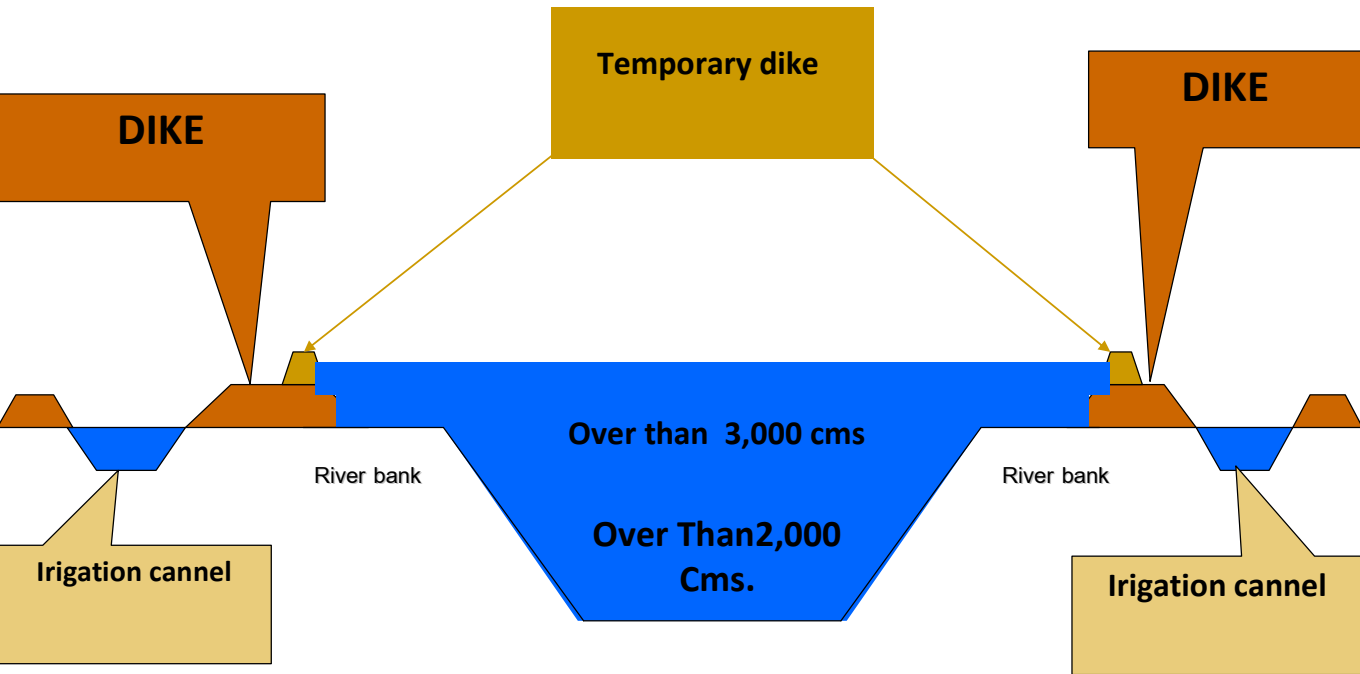 Temporary dike
DIKE
DIKE
Over than 3,000 cms
River bank
River bank
Over Than2,000
Cms.
Irigation cannel
Irigation cannel